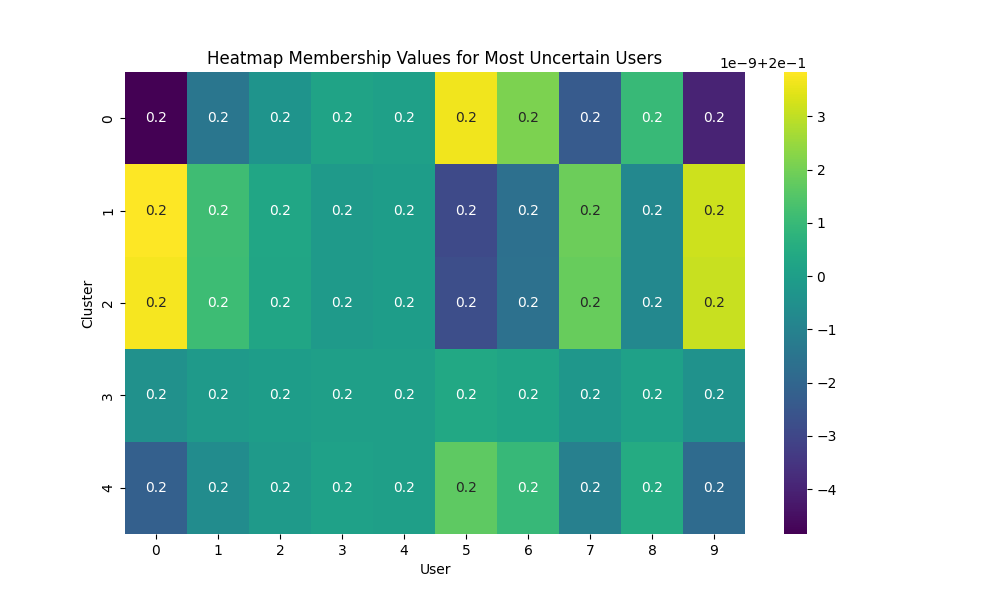 Heatmap Membership Values for Most Uncertain Users
1e−9+2e−1
0 0.2 0.2 0.2 0.2 0.2 0.2 0.2 0.2 0.2 0.2
1 0.2 0.2 0.2 0.2 0.2 0.2 0.2 0.2 0.2 0.2
2 0.2 0.2 0.2 0.2 0.2 0.2 0.2 0.2 0.2 0.2
3 0.2 0.2 0.2 0.2 0.2 0.2 0.2 0.2 0.2 0.2
4 0.2 0.2 0.2 0.2 0.2 0.2 0.2 0.2 0.2 0.2
0 1 2 3 4 5 6 7 8 9
User
Cluster
3
2
1
0
−1
−2
−3
−4